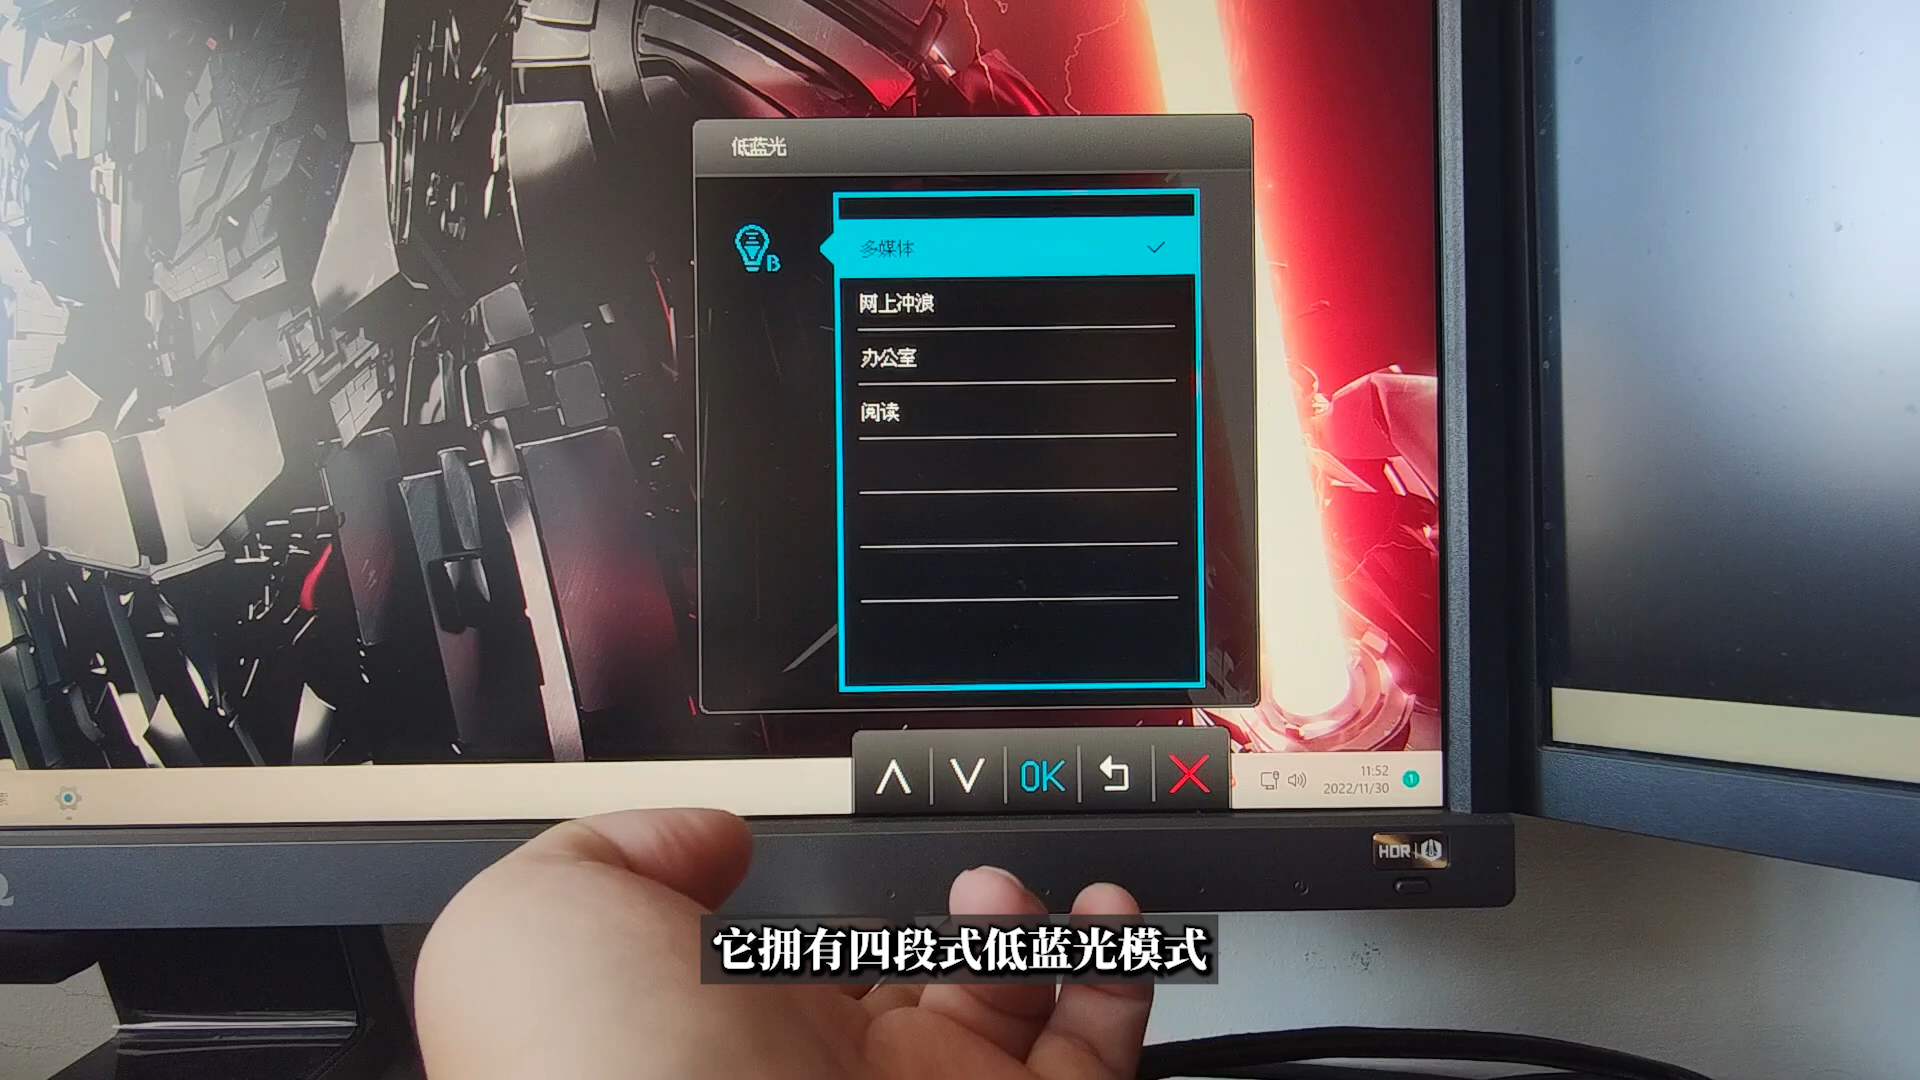 低蓝光
B
多媒体
网上冲浪
办公室
阅读
OK
11:52
2022/11/30
1
HDR
Q
它拥有四段式低蓝光模式